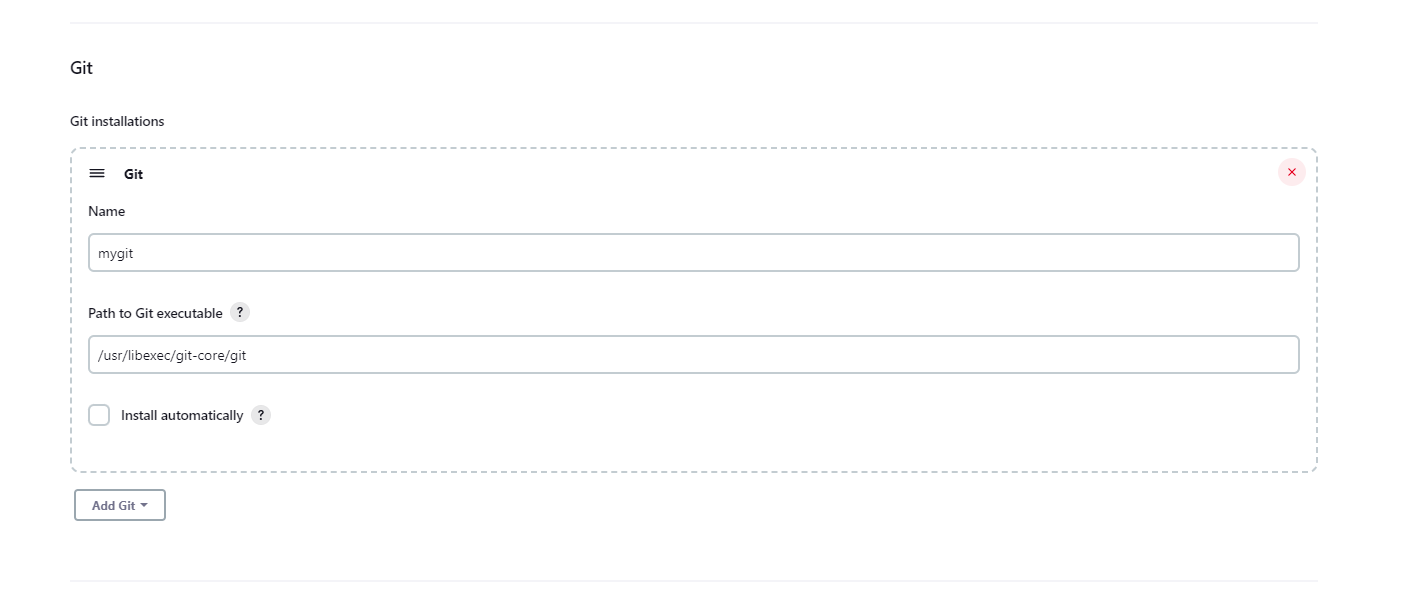 Git
Git installations
Git
Name
mygit
Path to Git executable ?
/usr/libexec/git-core/git
Install automatically ?
Add Git